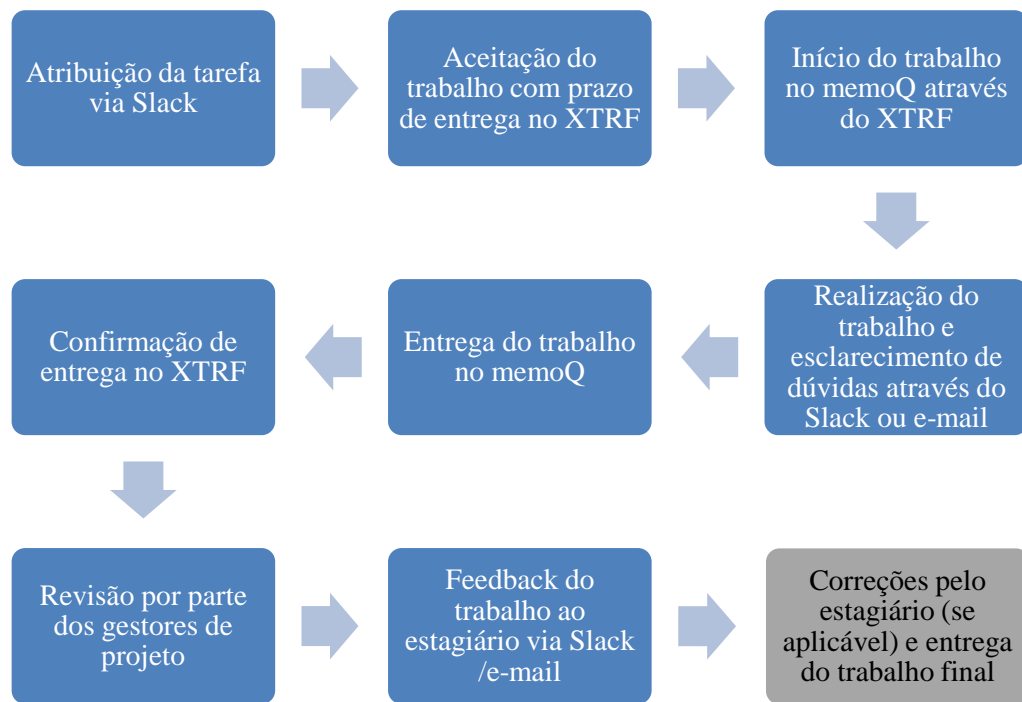 Atribuição da tarefa
via Slack
Aceitação do
trabalho com prazo
de entrega no XTRF
Início do trabalho
no memoQ através
do XTRF
Realização do
trabalho e
esclarecimento de
dúvidas através do
Slack ou e-mail
Entrega do trabalho
no memoQ
Confirmação de
entrega no XTRF
Revisão por parte
dos gestores de
projeto
Feedback do
trabalho ao
estagiário via Slack
/e-mail
Correções pelo
estagiário (se
aplicável) e entrega
do trabalho final